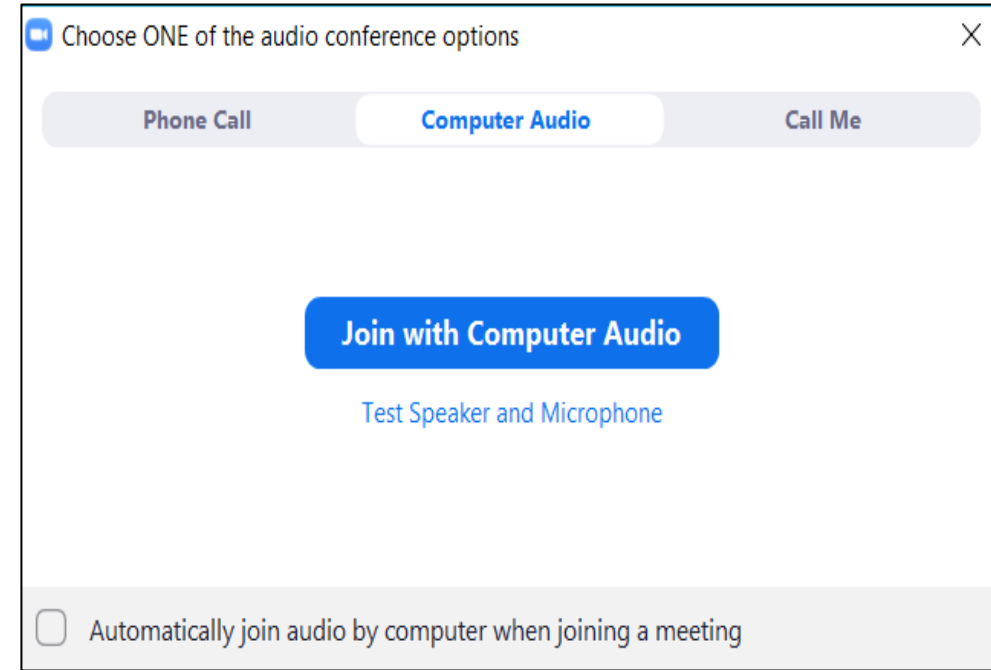 Choose ONE of the audio conference options
Phone Call Computer Audio Call Me
Join with Computer Audio
Test Speaker and Microphone
Automatically join audio by computer when joining a meeting